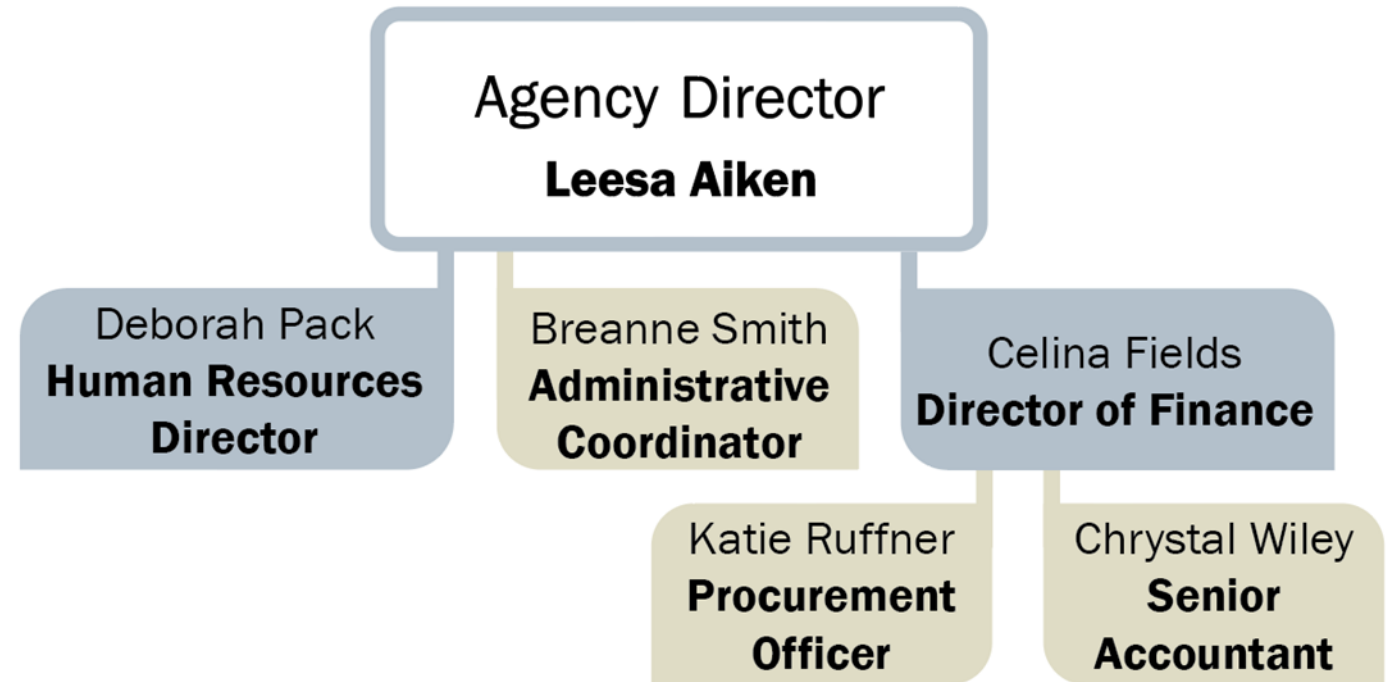 Agency Director
Leesa Aiken
Deborah Pack
Human Resources
Director
Breanne Smith
Administrative
Coordinator
Celina Fields
Director of Finance
Katie Ruffner
Procurement
Officer
Chrystal Wiley
Senior
Accountant